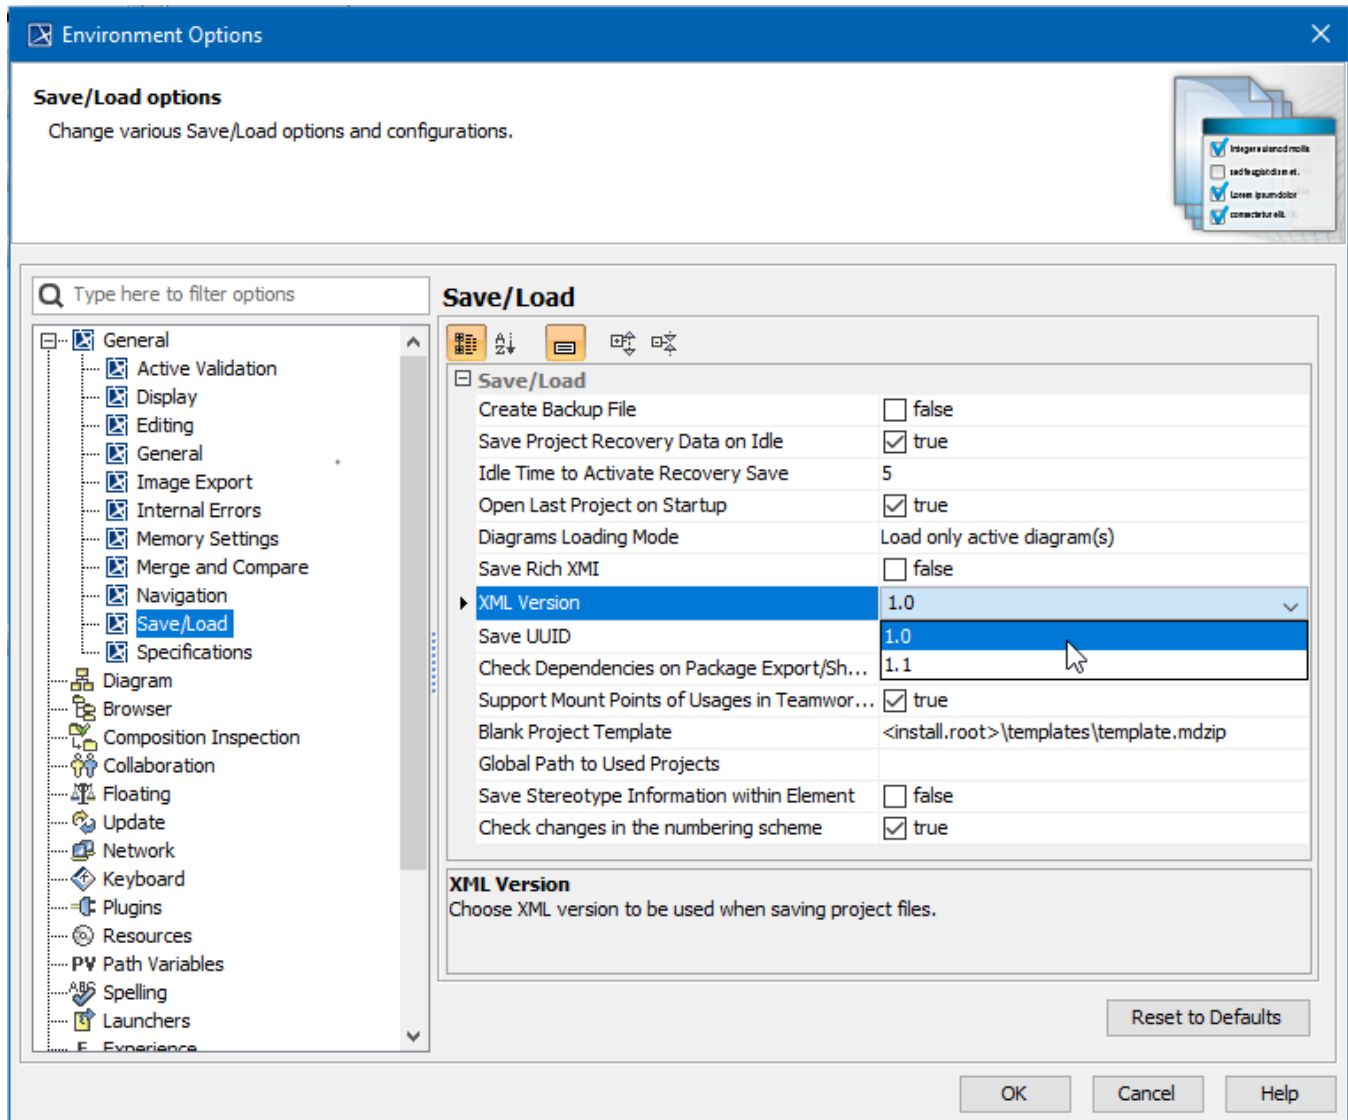 Environment Options
Save/Load options
Change various Save/Load options and configurations.
Lorem ipsum dolor
consectetur elit.
Type here to filter options
General
Active Validation
Display
Editing
General
Image Export
Internal Errors
Memory Settings
Merge and Compare
Navigation
Save/Load
Specifications
Diagram
Browser
Composition Inspection
Collaboration
Floating
Update
Network
Keyboard
Plugins
Resources
PV Path Variables
ABC Spelling
Launchers
E Experience
Save/Load
Save/Load
Create Backup File false
Save Project Recovery Data on Idle true
Idle Time to Activate Recovery Save 5
Open Last Project on Startup true
Diagrams Loading Mode Load only active diagram(s)
Save Rich XMI false
XML Version 1.0
Save UUID 1.0
Check Dependencies on Package Export/Sh... 1.1
Support Mount Points of Usages in Teamwor... true
Blank Project Template <install.root>\templates\template.mdzip
Global Path to Used Projects
Save Stereotype Information within Element false
Check changes in the numbering scheme true
XML Version
Choose XML version to be used when saving project files.
Reset to Defaults
OK Cancel Help